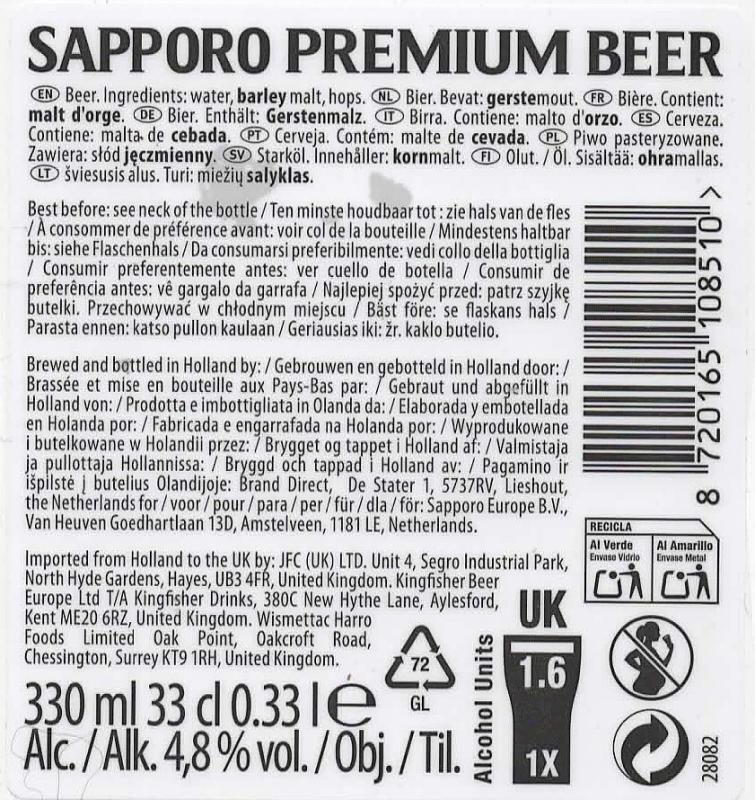 SAPPORO PREMIUM BEER
EN Beer. Ingredients: water, barley malt, hops. NL Bier. Bevat: gerstemout. FR Bière. Contient:
malt d'orge. DE Bier. Enthält: Gerstenmalz. IT Birra. Contiene: malto d'orzo. ES Cerveza.
Contiene: malta de cebada. PT Cerveja. Contém: malte de cevada. PL Piwo pasteryzowane.
Zawiera: słód jęczmienny. SV Starköl. Innehåller: kornmalt. FI Olut. / Öl. Sisältää: ohramallas.
LT šviesusis alus. Turi: miežių salyklas.
Best before: see neck of the bottle / Ten minste houdbaar tot : zie hals van de fles
/ À consommer de préférence avant: voir col de la bouteille / Mindestens haltbar
bis: siehe Flaschenhals / Da consumarsi preferibilmente: vedi collo della bottiglia
/ Consumir preferentemente antes: ver cuello de botella / Consumir de
preferência antes: vê gargalo da garrafa / Najlepiej spożyć przed: patrz szyjkę
butelki. Przechowywać w chłodnym miejscu / Bäst före: se flaskans hals /
Parasta ennen: katso pullon kaulaan / Geriausias iki: žr. kaklo butelio.
Brewed and bottled in Holland by: / Gebrouwen en gebotteld in Holland door: /
Brassée et mise en bouteille aux Pays-Bas par: / Gebraut und abgefüllt in
Holland von: / Prodotta e imbottigliata in Olanda da: / Elaborada y embotellada
en Holanda por: / Fabricada e engarrafada na Holanda por: / Wyprodukowane
i butelkowane w Holandii przez: / Brygget og tappet i Holland af: / Valmistaja
ja pullottaja Hollannissa: / Bryggd och tappad i Holland av: / Pagamino ir
išpilstė į butelius Olandijoje: Brand Direct, De Stater 1, 5737RV, Lieshout,
the Netherlands for / voor / pour / para / per / für / dla / för: Sapporo Europe B.V.,
Van Heuven Goedhartlaan 13D, Amstelveen, 1181 LE, Netherlands.
Imported from Holland to the UK by: JFC (UK) LTD. Unit 4, Segro Industrial Park,
North Hyde Gardens, Hayes, UB3 4FR, United Kingdom. Kingfisher Beer
Europe Ltd T/A Kingfisher Drinks, 380C New Hythe Lane, Aylesford,
Kent ME20 6RZ, United Kingdom. Wismettac Harro
Foods Limited Oak Point, Oakcroft Road,
Chessington, Surrey KT9 1RH, United Kingdom.
330 ml 33 cl 0.33 l e
Alc. / Alk. 4,8 % vol. / Obj. / Til.
72
GL
Alcohol Units
UK
1.6
1X
8 720165 108510 >
RECICLA
Al Verde
Envase Vidrio
Al Amarillo
Envase Metal
28082